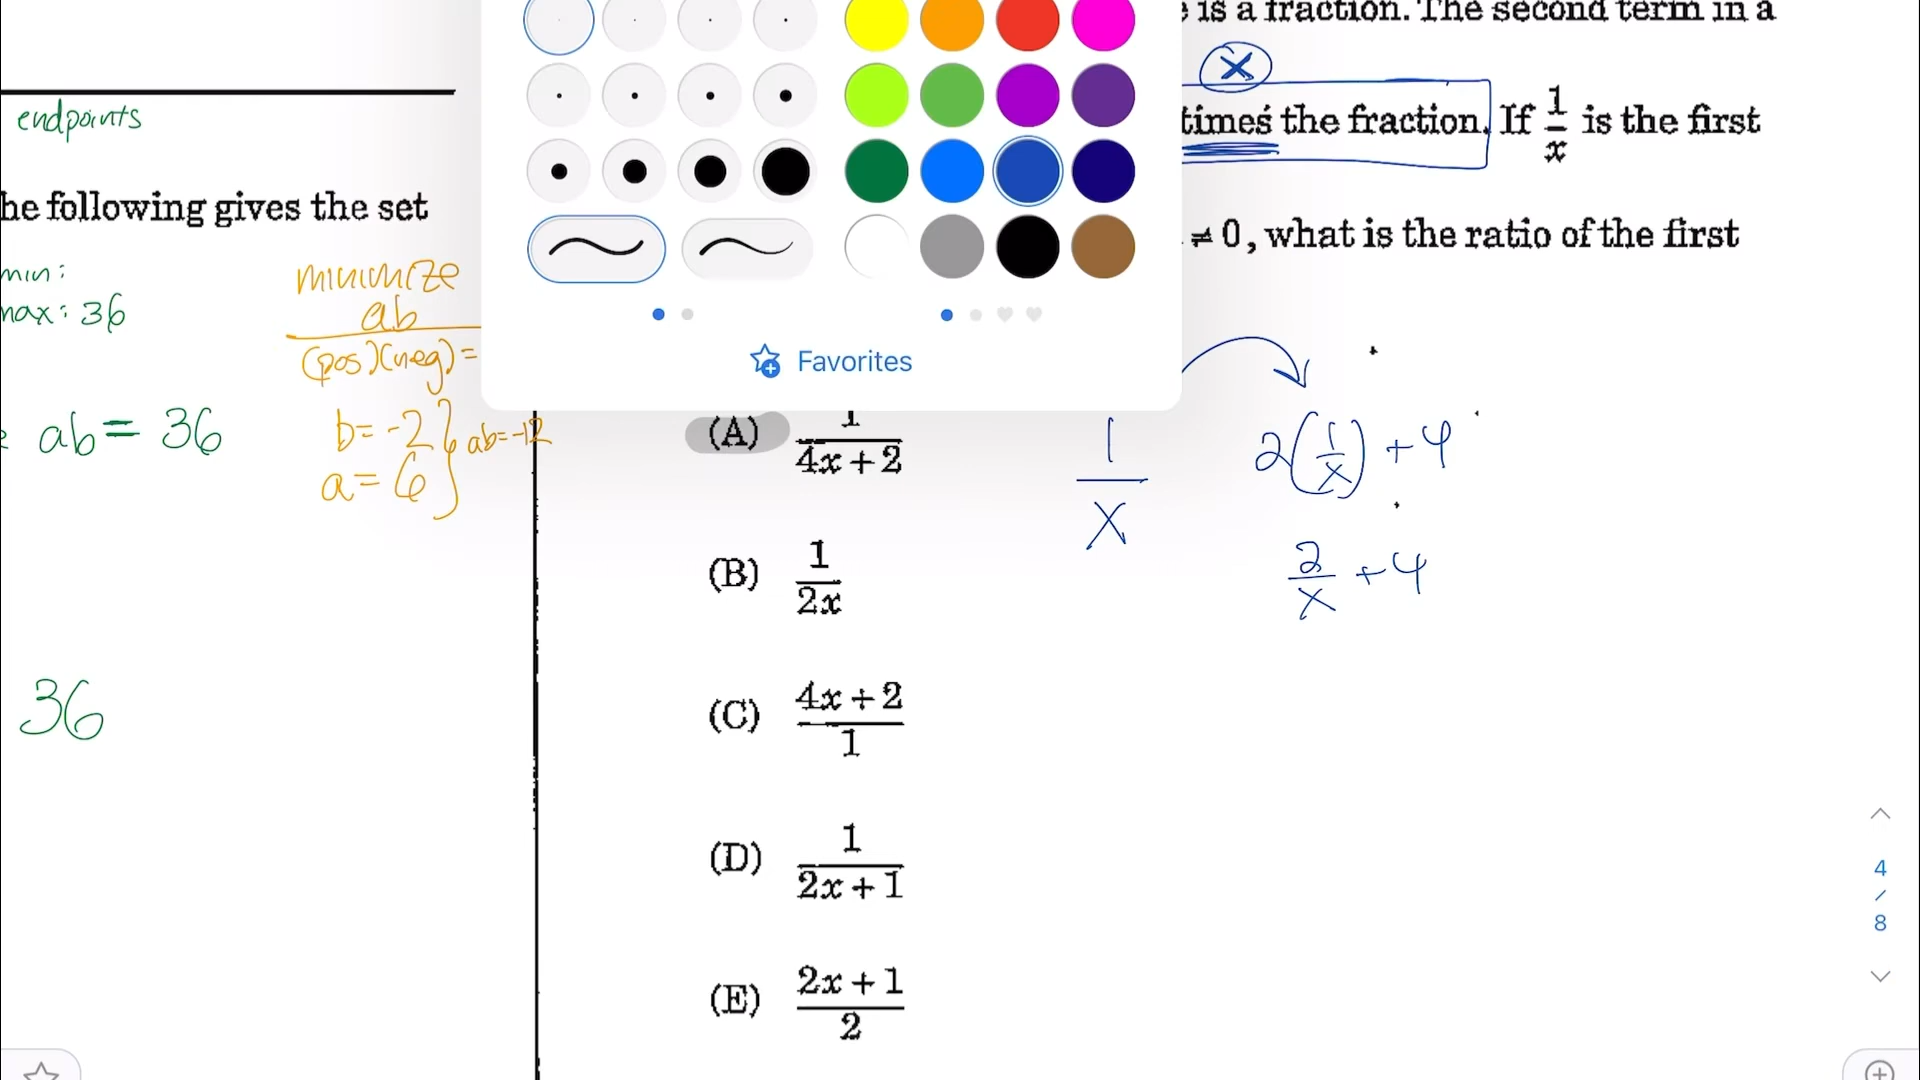 is a fraction. The second term in a
x
times the fraction. If 1/x is the first
≠ 0, what is the ratio of the first
endpoints
he following gives the set
min:
max: 36
minimize
ab
(pos)(neg)=
ab = 36
b = -2
a = 6
ab=-12
36
Favorites
(A) 1/(4x + 2)
(B) 1/(2x)
(C) (4x + 2)/1
(D) 1/(2x + 1)
(E) (2x + 1)/2
1/x
2(1/x) + 4
2/x + 4
4
/
8